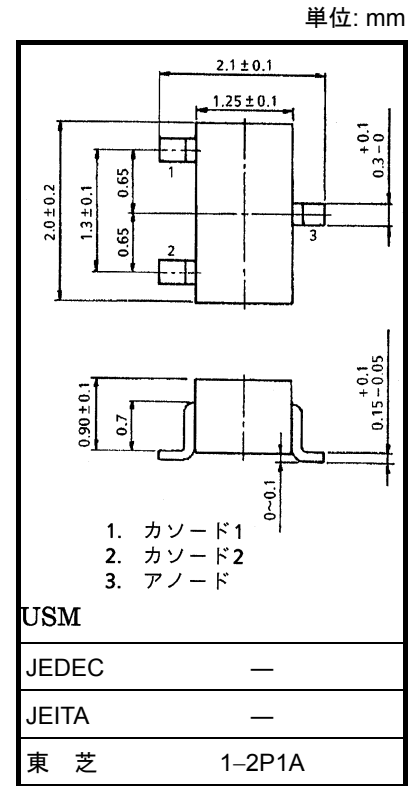 単位: mm
2.1±0.1
1.25±0.1
+0.1
0.3-0
2.0±0.2
1.3±0.1
0.65
0.65
1
2
3
0.90±0.1
0.7
+0.1
0.15-0.05
0~0.1
1. カソード1
2. カソード2
3. アノード
USM
JEDEC ―
JEITA ―
東 芝 1–2P1A